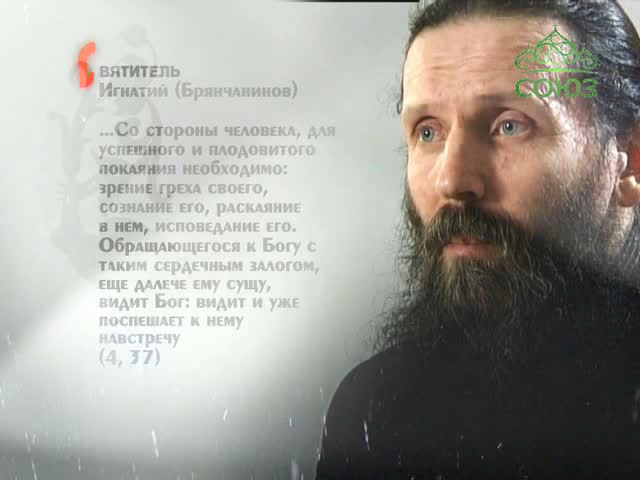 СВЯТИТЕЛЬ
Игнатий (Брянчанинов)
...Со стороны человека, для
успешного и плодовитого
покаяния необходимо:
зрение греха своего,
сознание его, раскаяние
в нем, исповедание его.
Обращающегося к Богу с
таким сердечным залогом,
еще далече ему сущу,
видит Бог: видит и уже
поспешает к нему
навстречу
(4, 37)
СОЮЗ